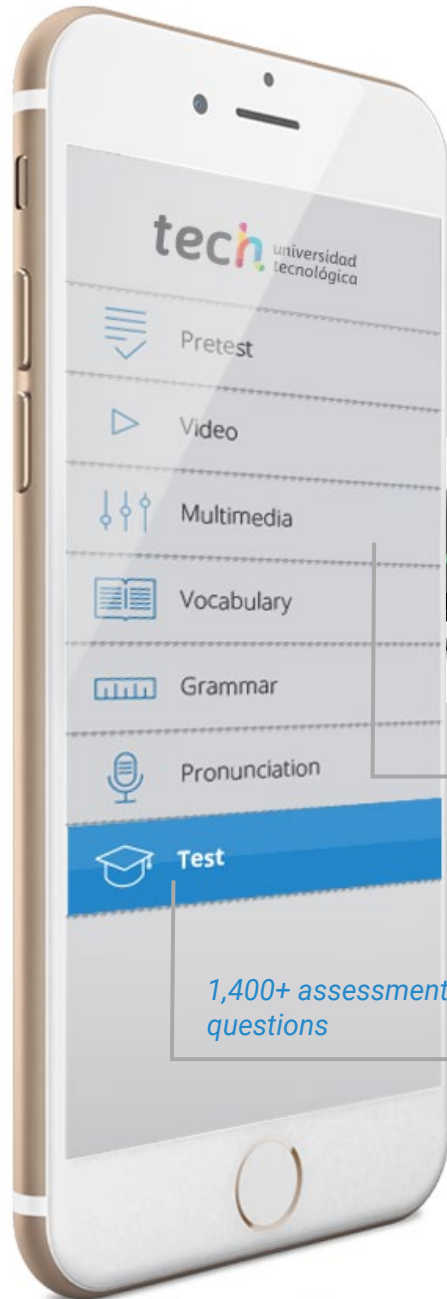 tech universidad
tecnológica
Pretest
Video
Multimedia
Vocabulary
Grammar
Pronunciation
Test
1,400+ assessment
questions